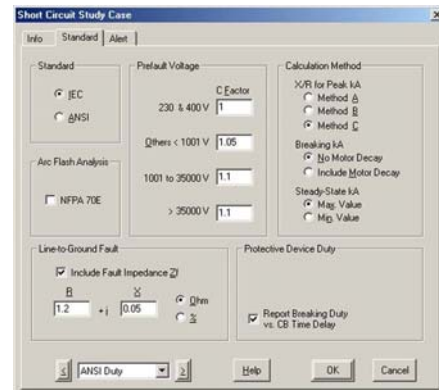 Short Circuit Study Case
Info Standard Alert
Standard
IEC
ANSI
Arc Flash Analysis
NFPA 70E
Prefault Voltage
C Factor
230 & 400 V 1
Others < 1001 V 1.05
1001 to 35000 V 1.1
> 35000 V 1.1
Calculation Method
X/R for Peak kA
Method A
Method B
Method C
Breaking kA
No Motor Decay
Include Motor Decay
Steady-State kA
Max. Value
Min. Value
Line-to-Ground Fault
Include Fault Impedance Zf
R X
1.2 + j 0.05
Ohm
%
Protective Device Duty
Report Breaking Duty
vs. CB Time Delay
≤ ANSI Duty ≥ Help OK Cancel